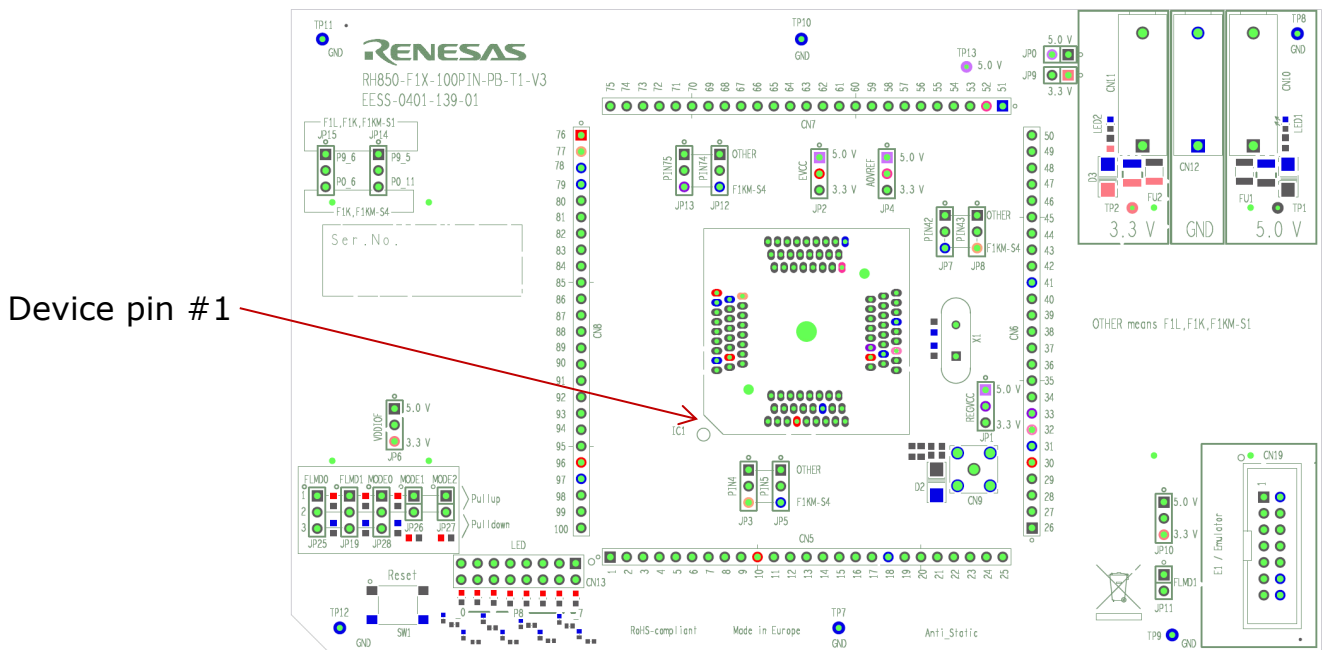 TP11
GND
RENESAS
RH850-F1X-100PIN-PB-T1-V3
EESS-0401-139-01
TP10
GND
TP13
5.0 V
5.0 V
JP0
JP9
3.3 V
CN11
CN10
TP8
GND
LED2
LED1
D3
CN12
TP2
FU2
FU1
TP1
3.3 V
GND
5.0 V
F1L,F1K,F1KM-S1
JP15
JP14
P9_6
P9_5
P0_6
P0_11
F1K,F1KM-S4
Ser.No.
75 74 73 72 71 70 69 68 67 66 65 64 63 62 61 60 59 58 57 56 55 54 53 52 51
CN7
76
77
78
79
80
81
82
83
84
85
86
87
88
89
90
91
92
93
94
95
96
97
98
99
100
CN8
PIN75
PIN74
OTHER
F1KM-S4
JP13
JP12
EVCC
5.0 V
3.3 V
JP2
A0VREF
5.0 V
3.3 V
JP4
PIN42
PIN43
OTHER
F1KM-S4
JP7
JP8
50
49
48
47
46
45
44
43
42
41
40
39
38
37
36
35
34
33
32
31
30
29
28
27
26
CN6
Device pin #1
X1
OTHER means F1L,F1K,F1KM-S1
IC1
REGVCC
5.0 V
3.3 V
JP1
VDDIOF
5.0 V
3.3 V
JP6
FLMD0
FLMD1
MODE0
MODE1
MODE2
1
2
3
Pullup
Pulldown
JP25
JP19
JP28
JP26
JP27
PIN4
PIN5
OTHER
F1KM-S4
JP3
JP5
D2
CN9
CN5
1 2 3 4 5 6 7 8 9 10 11 12 13 14 15 16 17 18 19 20 21 22 23 24 25
LED
CN13
_0
P8
_7
Reset
SW1
TP12
GND
RoHS-compliant
Made in Europe
TP7
GND
Anti_Static
5.0 V
3.3 V
JP10
FLMD1
JP11
TP9
GND
CN19
1
E1 / Emulator